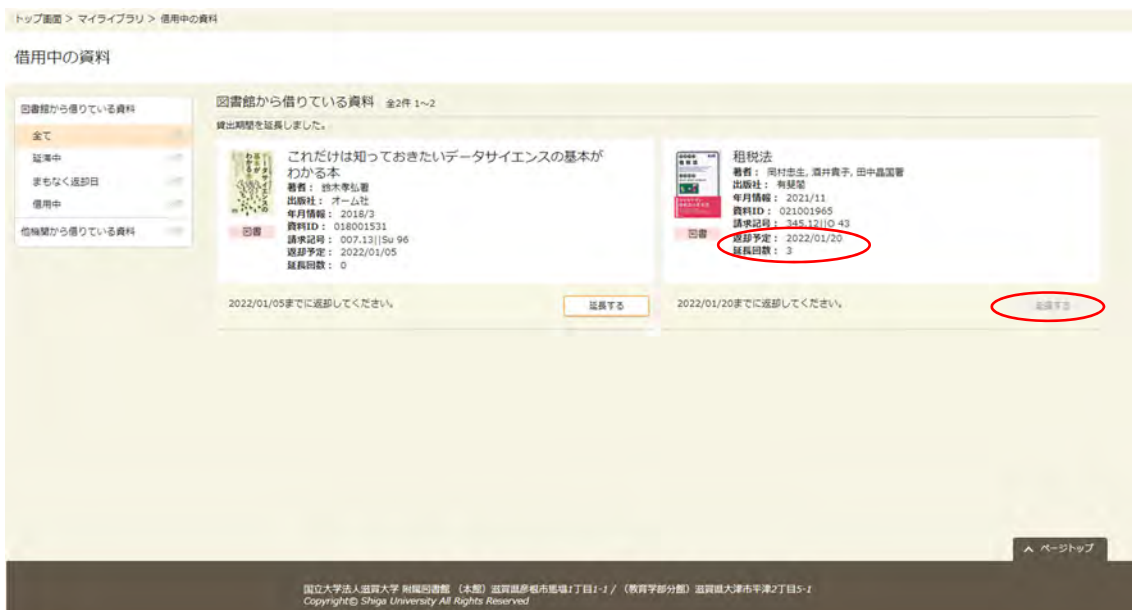 トップ画面 > マイライブラリ > 借用中の資料
借用中の資料
図書館から借りている資料
全て
延滞中
まもなく返却日
借用中
他機関から借りている資料
図書館から借りている資料 全2件 1~2
貸出期間を延長しました。
これだけは知っておきたいデータサイエンスの基本が
わかる本
著者： 鈴木孝弘著
出版社： オーム社
年月情報： 2018/3
資料ID： 018001531
請求記号： 007.13||Su 96
返却予定： 2022/01/05
延長回数： 0
図書
2022/01/05までに返却してください。
延長する
租税法
著者： 岡村忠生, 酒井貴子, 田中晶国著
出版社： 有斐閣
年月情報： 2021/11
資料ID： 021001965
請求記号： 345.12||O 43
返却予定： 2022/01/20
延長回数： 3
図書
2022/01/20までに返却してください。
延長する
ページトップ
国立大学法人滋賀大学 附属図書館 （本館）滋賀県彦根市馬場1丁目1-1 / （教育学部分館）滋賀県大津市平津2丁目5-1
Copyright© Shiga University All Rights Reserved